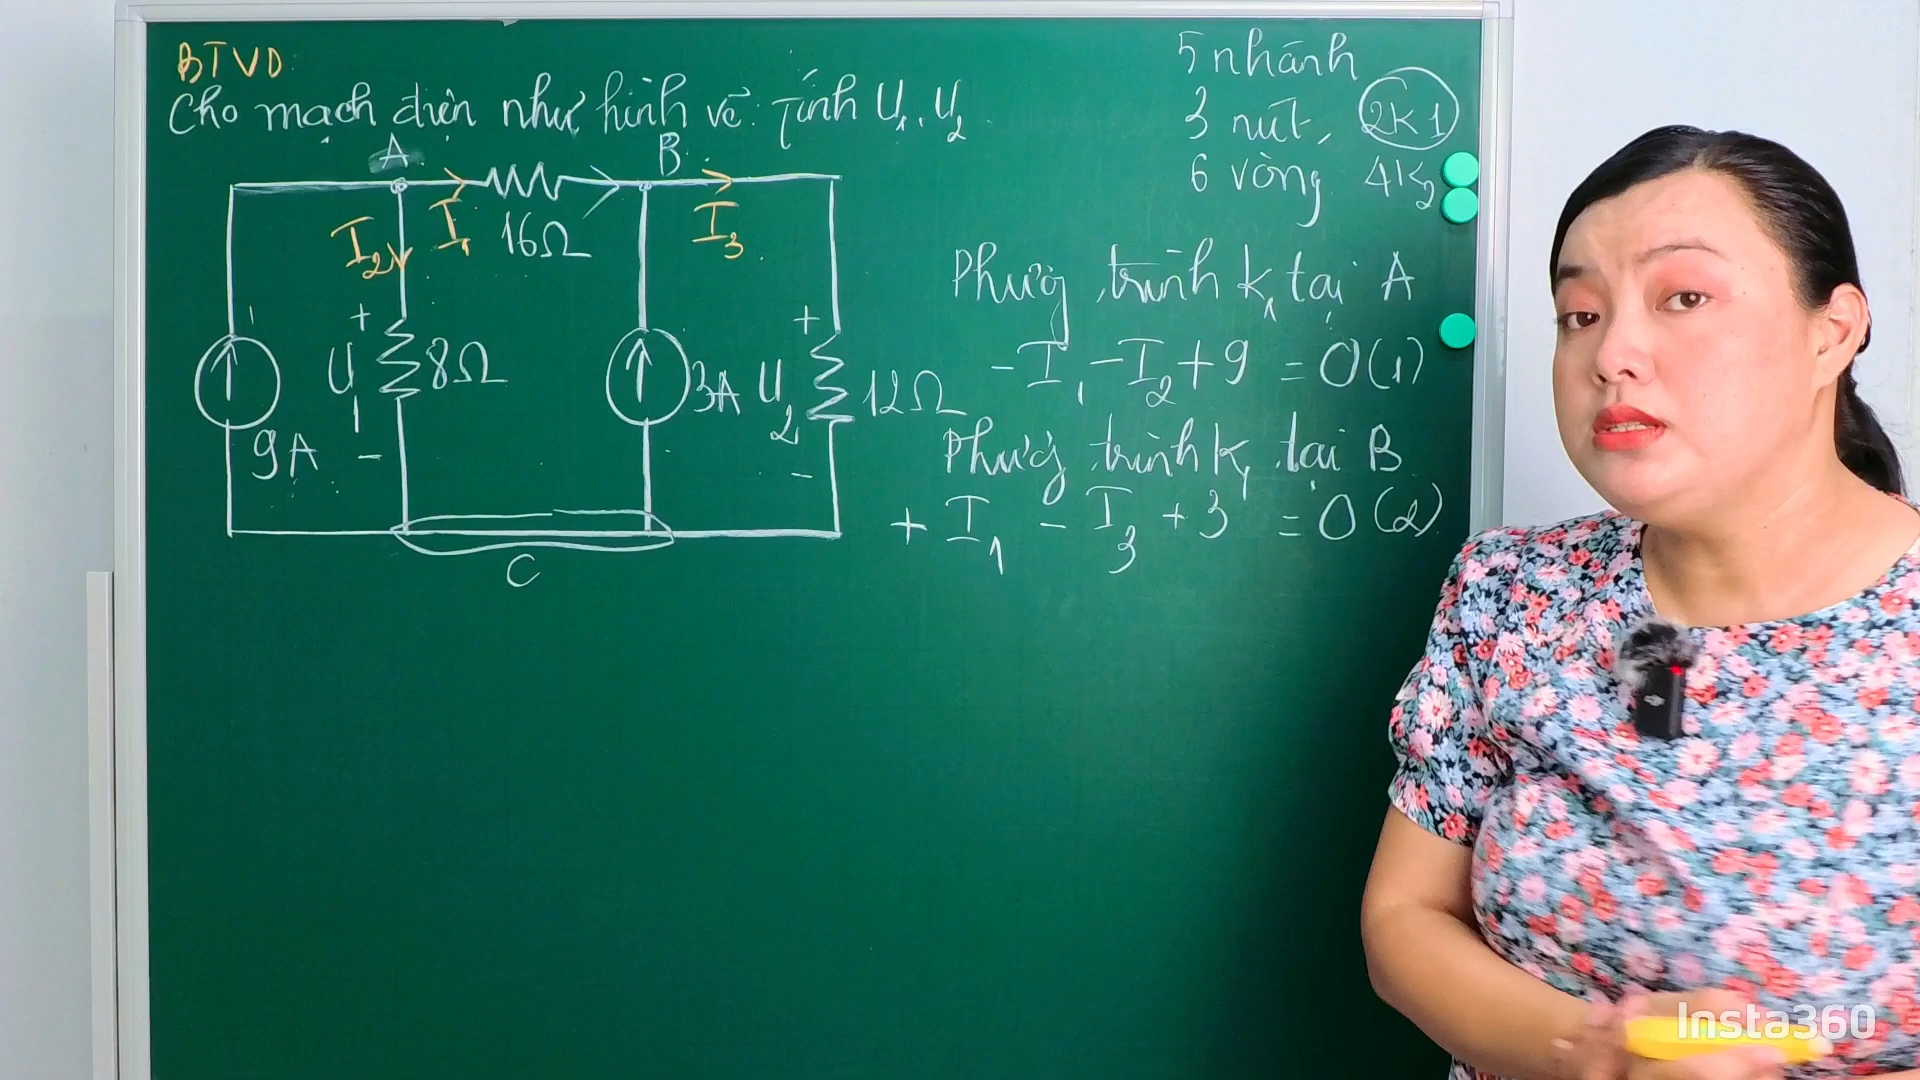 BTVD:
Cho mạch điện như hình vẽ. Tính U1, U2
5 nhánh
3 nút, 2K1
6 vòng 4K2
A
B
I2
I1
16Ω
I3
+
+
U1
8Ω
3A
U2
12Ω
9A
-
-
C
Phương trình K1 tại A
- I1 - I2 + 9 = 0 (1)
Phương trình K1 tại B
+ I1 - I3 + 3 = 0 (2)
Insta360